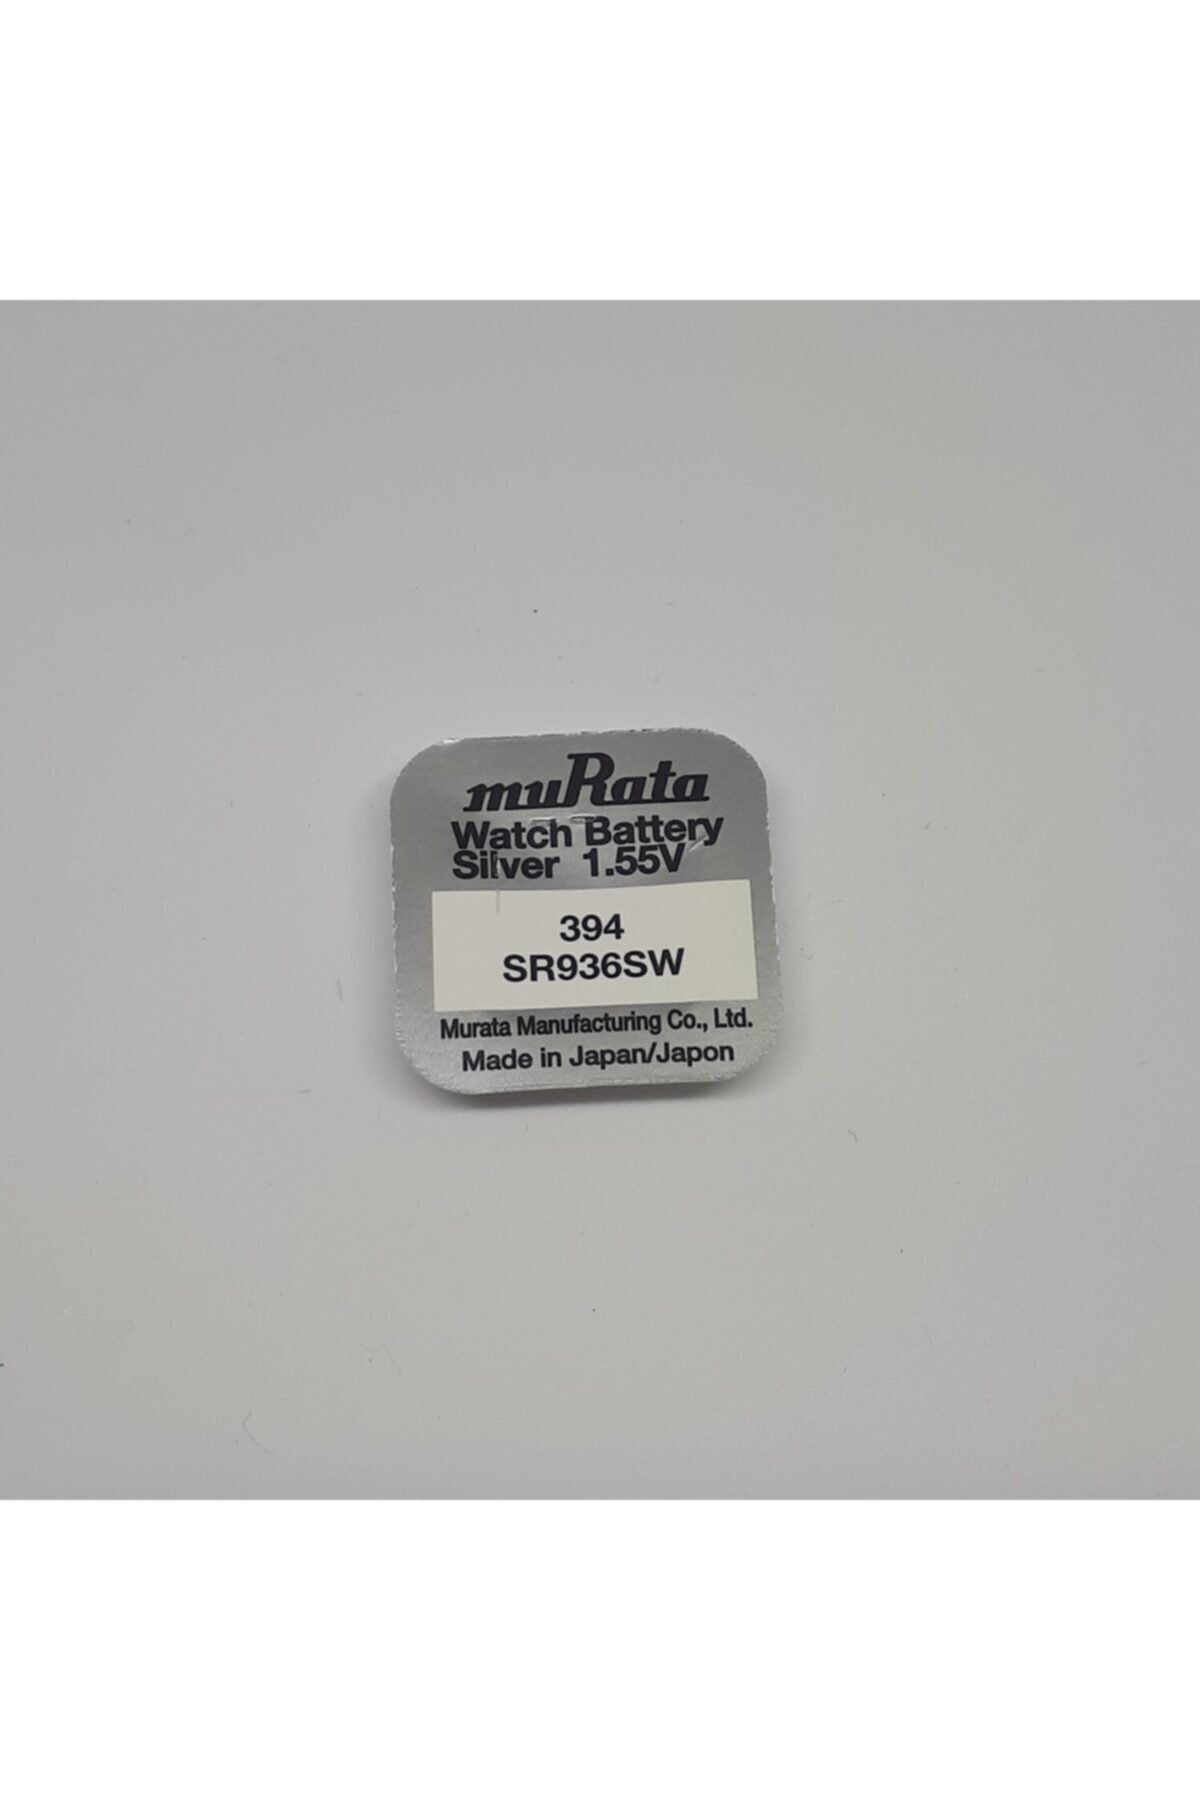 muRata
Watch Battery
Silver 1.55V
394
SR936SW
Murata Manufacturing Co., Ltd.
Made in Japan/Japon